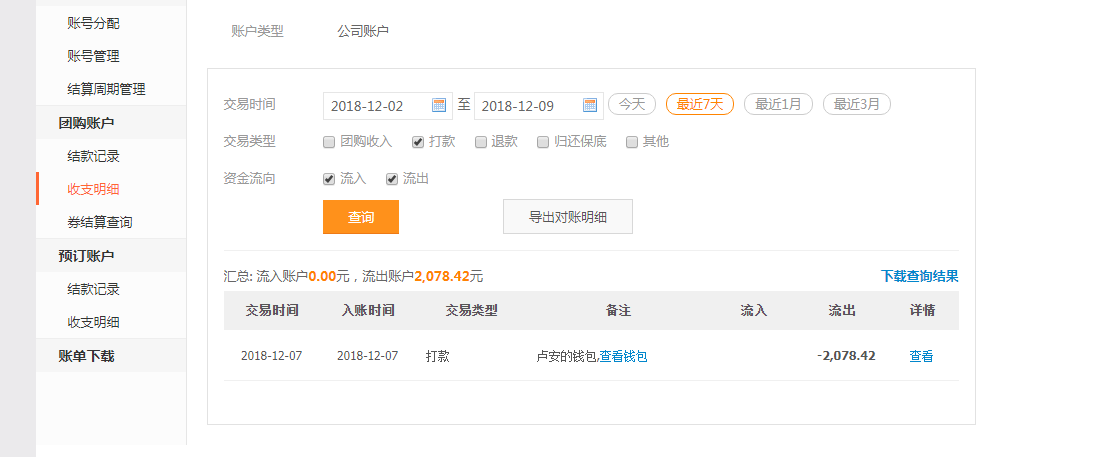 账号分配
账号管理
结算周期管理
团购账户
结款记录
收支明细
券结算查询
预订账户
结款记录
收支明细
账单下载
账户类型 公司账户
交易时间 2018-12-02 至 2018-12-09 今天 最近7天 最近1月 最近3月
交易类型 团购收入 打款 退款 归还保底 其他
资金流向 流入 流出
查询 导出对账明细
汇总: 流入账户0.00元，流出账户2,078.42元 下载查询结果
交易时间 入账时间 交易类型 备注 流入 流出 详情
2018-12-07 2018-12-07 打款 卢安的钱包,查看钱包 -2,078.42 查看